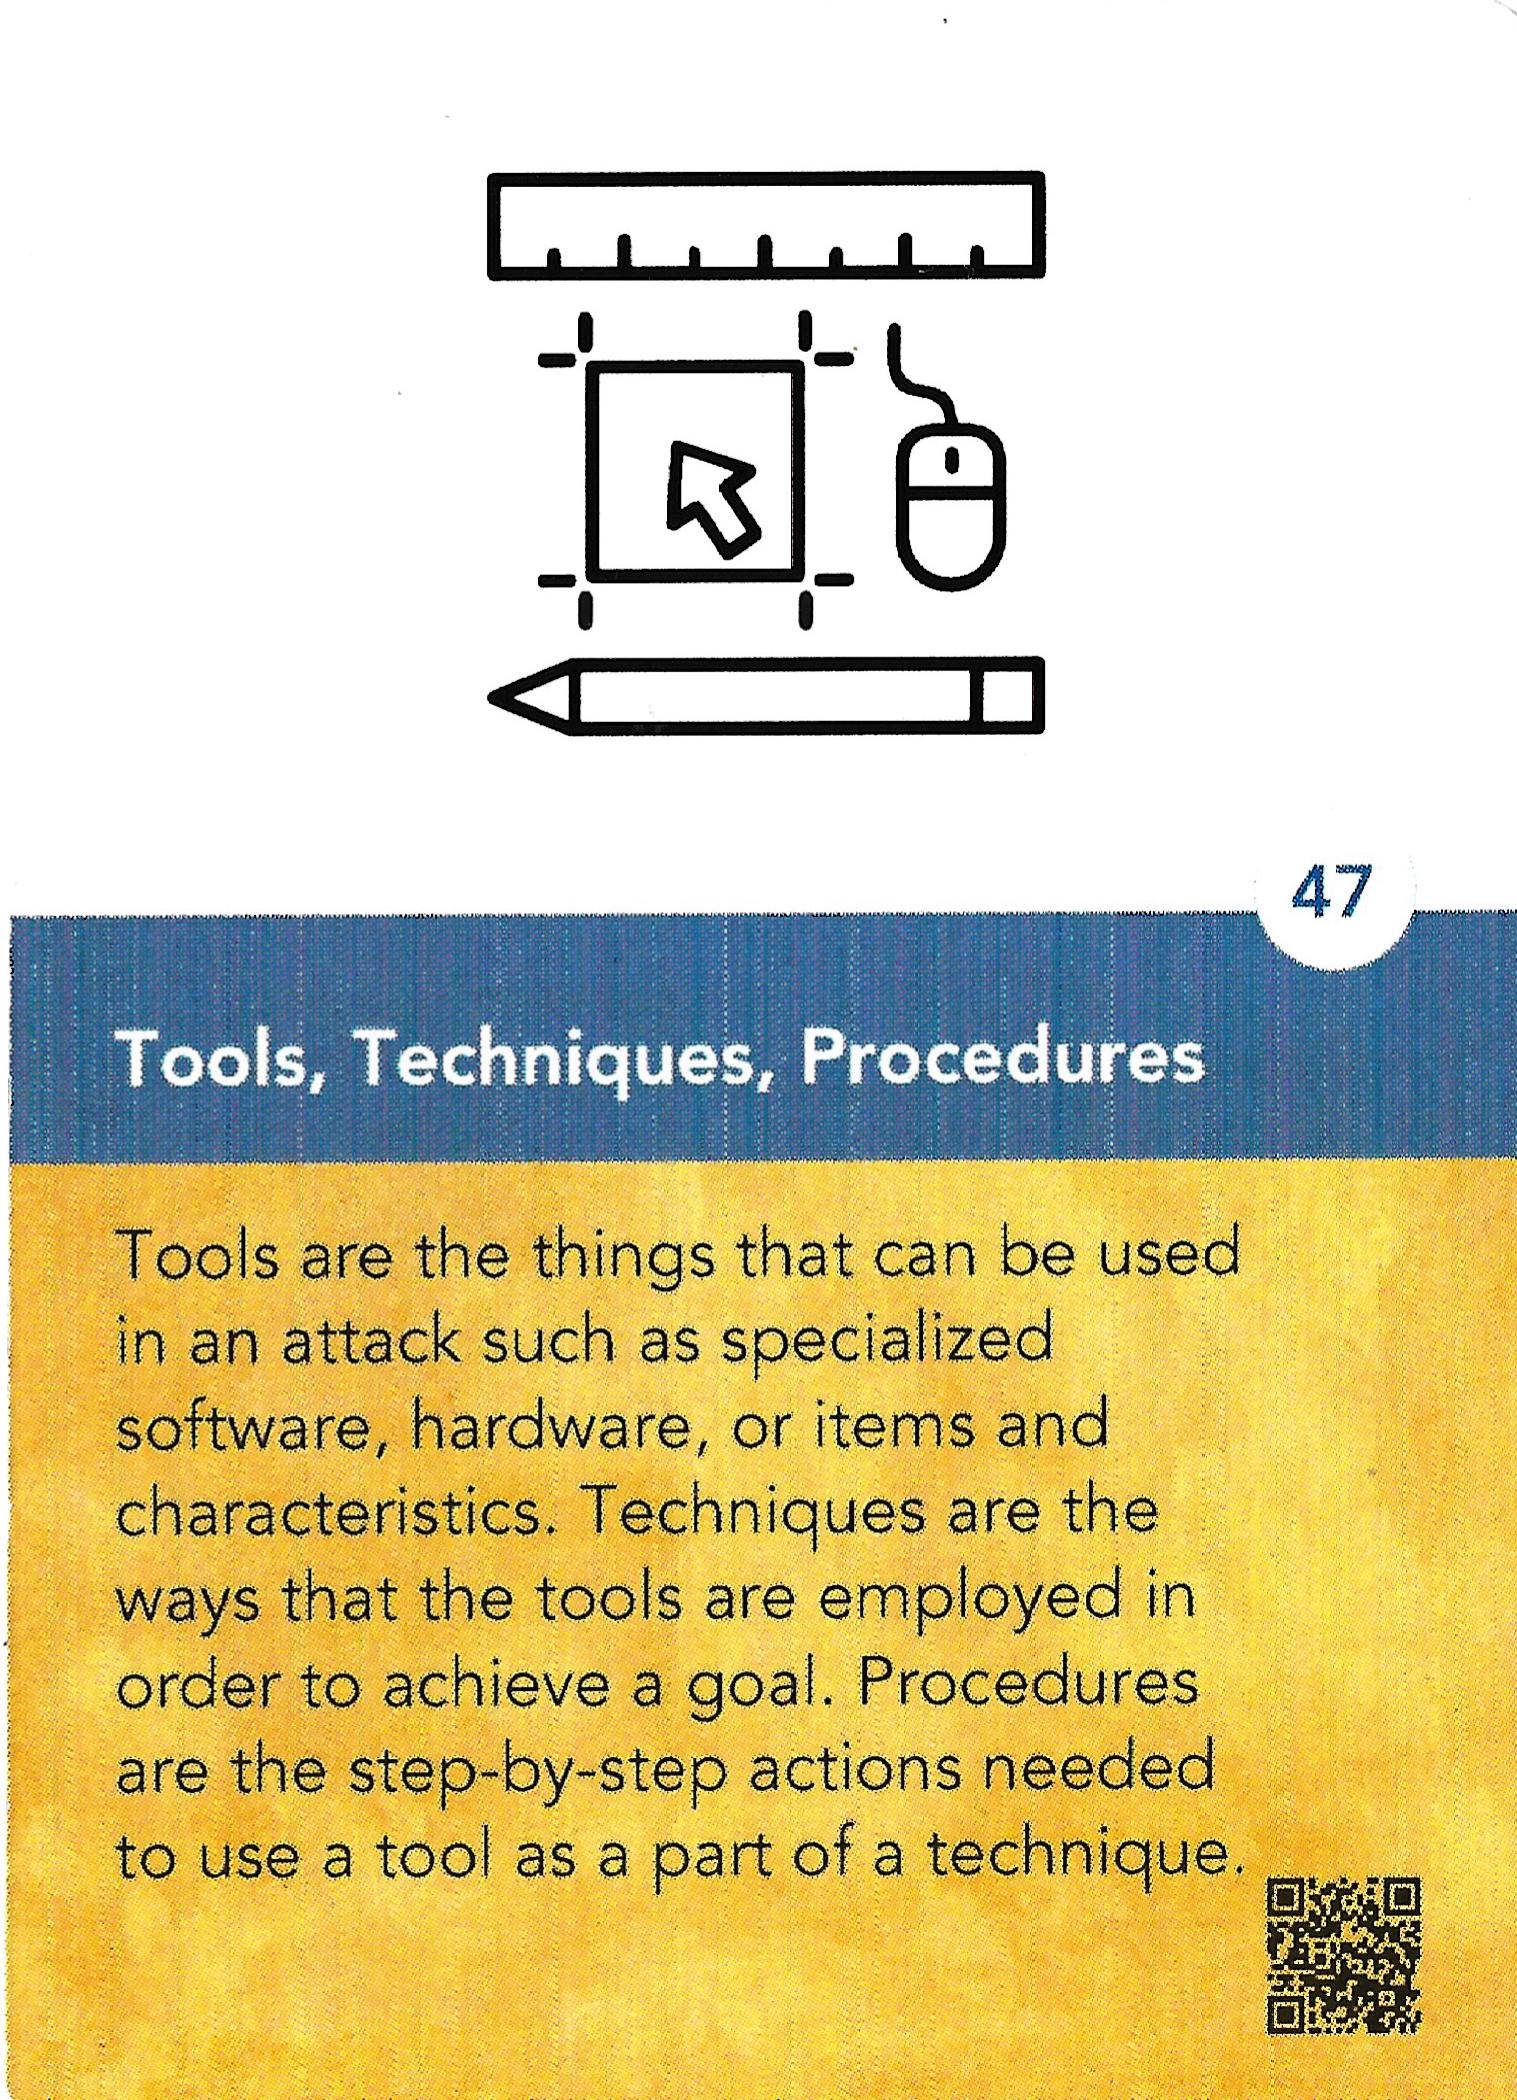 47
Tools, Techniques, Procedures
Tools are the things that can be used
in an attack such as specialized
software, hardware, or items and
characteristics. Techniques are the
ways that the tools are employed in
order to achieve a goal. Procedures
are the step-by-step actions needed
to use a tool as a part of a technique.